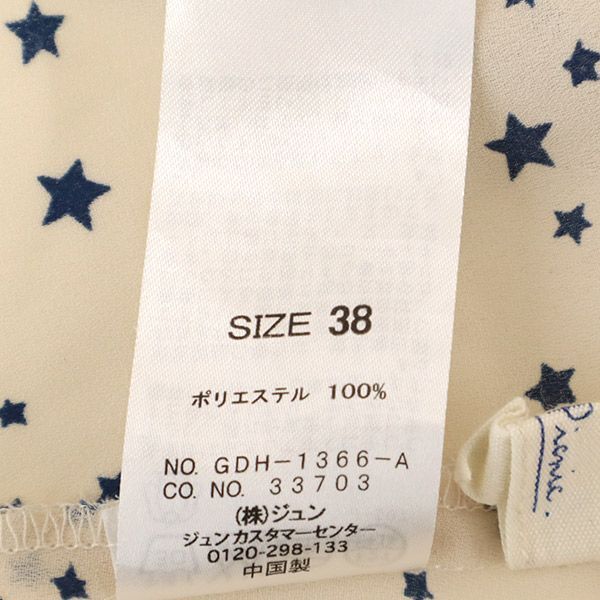 SIZE 38
ポリエステル 100%
NO. GDH-1366-A
CO. NO. 33703
(株)ジュン
ジュンカスタマーセンター
0120-298-133
中国製
Picnic.